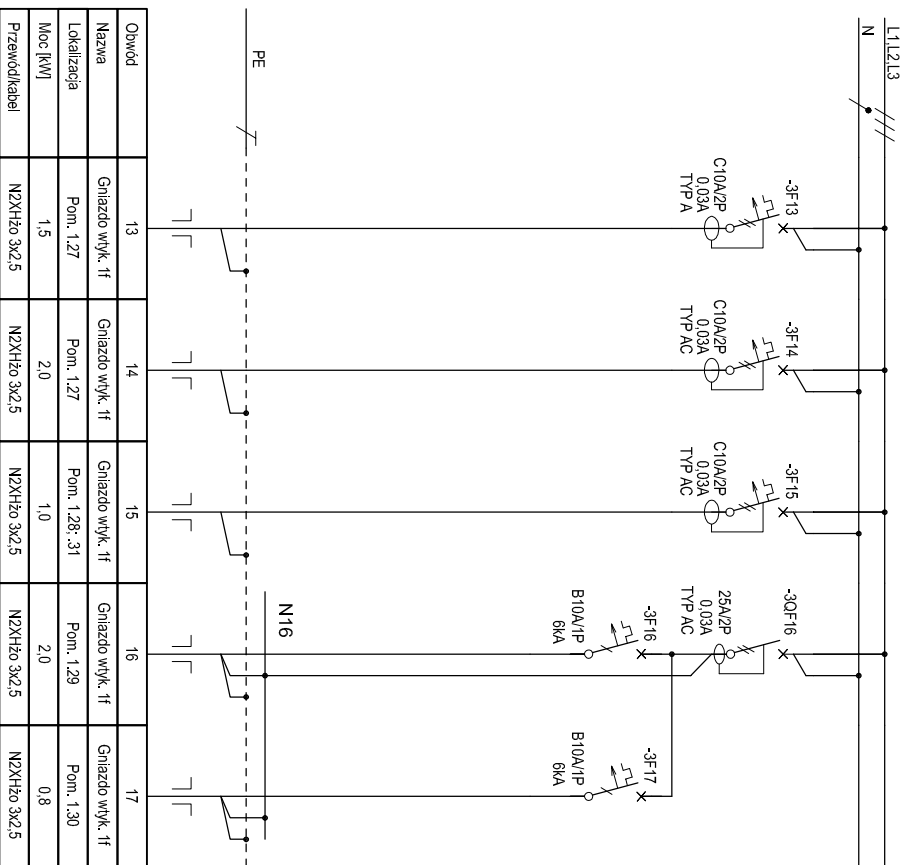 L1,L2,L3
N
-3F13
C10A/2P
0,03A
TYP A
-3F14
C10A/2P
0,03A
TYP AC
-3F15
C10A/2P
0,03A
TYP AC
-3QF16
25A/2P
0,03A
TYP AC
-3F16
B10A/1P
6kA
-3F17
B10A/1P
6kA
N16
PE
Obwód 13 14 15 16 17
Nazwa Gniazdo wtyk. 1f Gniazdo wtyk. 1f Gniazdo wtyk. 1f Gniazdo wtyk. 1f Gniazdo wtyk. 1f
Lokalizacja Pom. 1.27 Pom. 1.27 Pom. 1.28; .31 Pom. 1.29 Pom. 1.30
Moc [kW] 1,5 2,0 1,0 2,0 0,8
Przewód/kabel N2XHżo 3x2,5 N2XHżo 3x2,5 N2XHżo 3x2,5 N2XHżo 3x2,5 N2XHżo 3x2,5